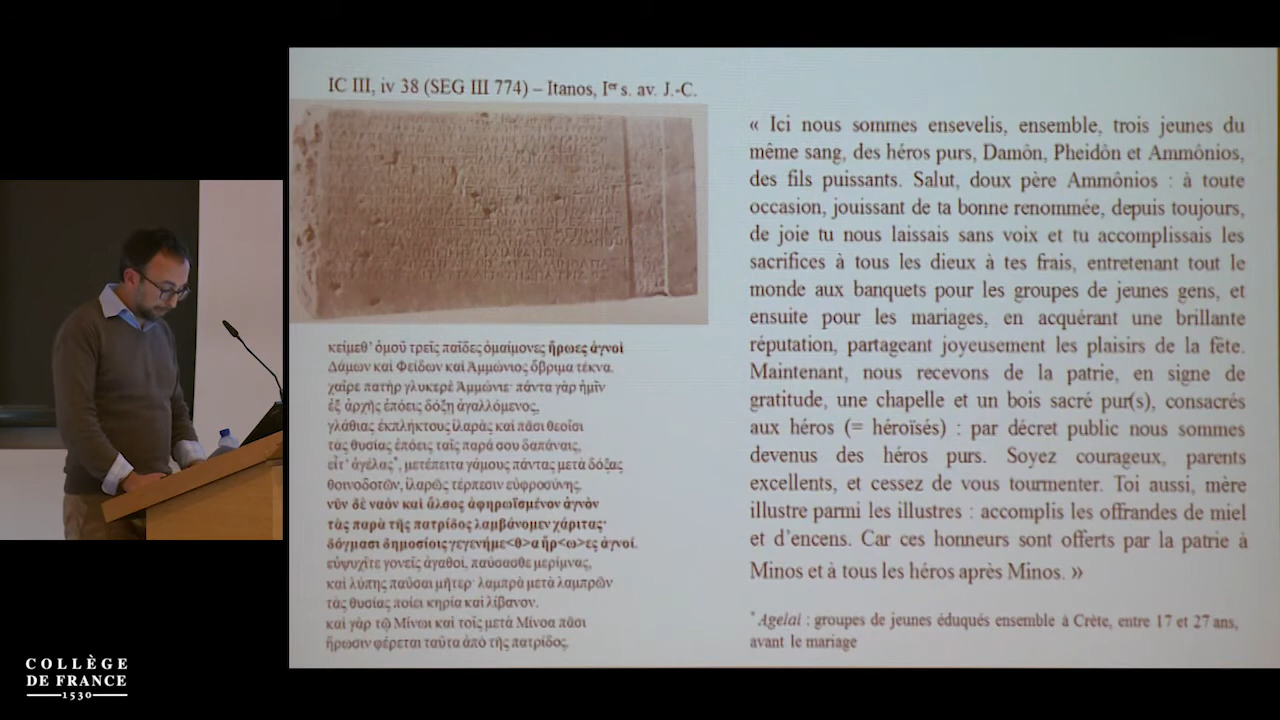 IC III, iv 38 (SEG III 774) – Itanos, Iᵉʳ s. av. J.-C.
κείμεθ’ ὁμοῦ τρεῖς παῖδες ὁμαίμονες ἥρωες ἁγνοὶ
Δάμων καὶ Φείδων καὶ Ἀμμώνιος ὄβριμα τέκνα.
χαῖρε πατὴρ γλυκερὲ Ἀμμώνιε· πάντα γὰρ ἡμῖν
ἐξ ἀρχῆς ἐπόεις δόξῃ ἀγαλλόμενος,
γλάθιας ἐκπλήκτους ἱλαρὰς καὶ πᾶσι θεοῖσι
τὰς θυσίας ἐπόεις ταῖς παρά σου δαπάναις,
εἶτ’ ἀγέλας*, μετέπειτα γάμους πάντας μετὰ δόξας
θοινοδοτῶν, ἱλαρῶς τέρπεσιν εὐφροσύνης.
νῦν δὲ ναὸν καὶ ἄλσος ἀφηρωϊσμένον ἁγνὸν
τὰς παρὰ τῆς πατρίδος λαμβάνομεν χάριτας·
δόγμασι δημοσίοις γεγενήμε<θ>α ἥρ<ω>ες ἁγνοί.
εὐψυχῖτε γονεῖς ἀγαθοί, παύσασθε μερίμνας,
καὶ λύπης παῦσαι μῆτερ· λαμπρὰ μετὰ λαμπρῶν
τὰς θυσίας ποίει κηρία καὶ λίβανον.
καὶ γὰρ τῷ Μίνωι καὶ τοῖς μετὰ Μίνοα πᾶσι
ἥρωσιν φέρεται ταῦτα ἀπὸ τῆς πατρίδος.
« Ici nous sommes ensevelis, ensemble, trois jeunes du
même sang, des héros purs, Damôn, Pheidôn et Ammônios,
des fils puissants. Salut, doux père Ammônios : à toute
occasion, jouissant de ta bonne renommée, depuis toujours,
de joie tu nous laissais sans voix et tu accomplissais les
sacrifices à tous les dieux à tes frais, entretenant tout le
monde aux banquets pour les groupes de jeunes gens, et
ensuite pour les mariages, en acquérant une brillante
réputation, partageant joyeusement les plaisirs de la fête.
Maintenant, nous recevons de la patrie, en signe de
gratitude, une chapelle et un bois sacré pur(s), consacrés
aux héros (= héroïsés) : par décret public nous sommes
devenus des héros purs. Soyez courageux, parents
excellents, et cessez de vous tourmenter. Toi aussi, mère
illustre parmi les illustres : accomplis les offrandes de miel
et d’encens. Car ces honneurs sont offerts par la patrie à
Minos et à tous les héros après Minos. »
* Agelai : groupes de jeunes éduqués ensemble à Crète, entre 17 et 27 ans,
avant le mariage
COLLÈGE
DE FRANCE
1530